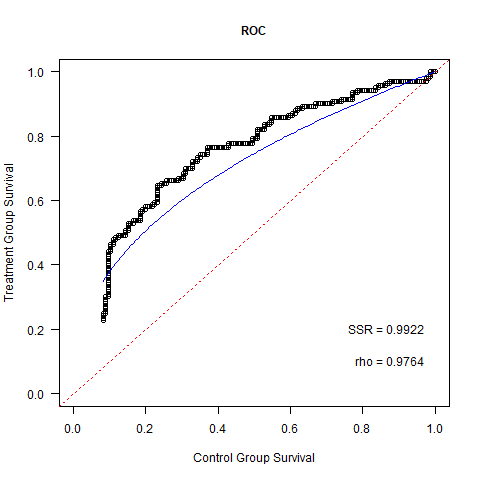 ROC
1.0
0.8
0.6
0.4
0.2
0.0
Treatment Group Survival
SSR = 0.9922
rho = 0.9764
0.0 0.2 0.4 0.6 0.8 1.0
Control Group Survival